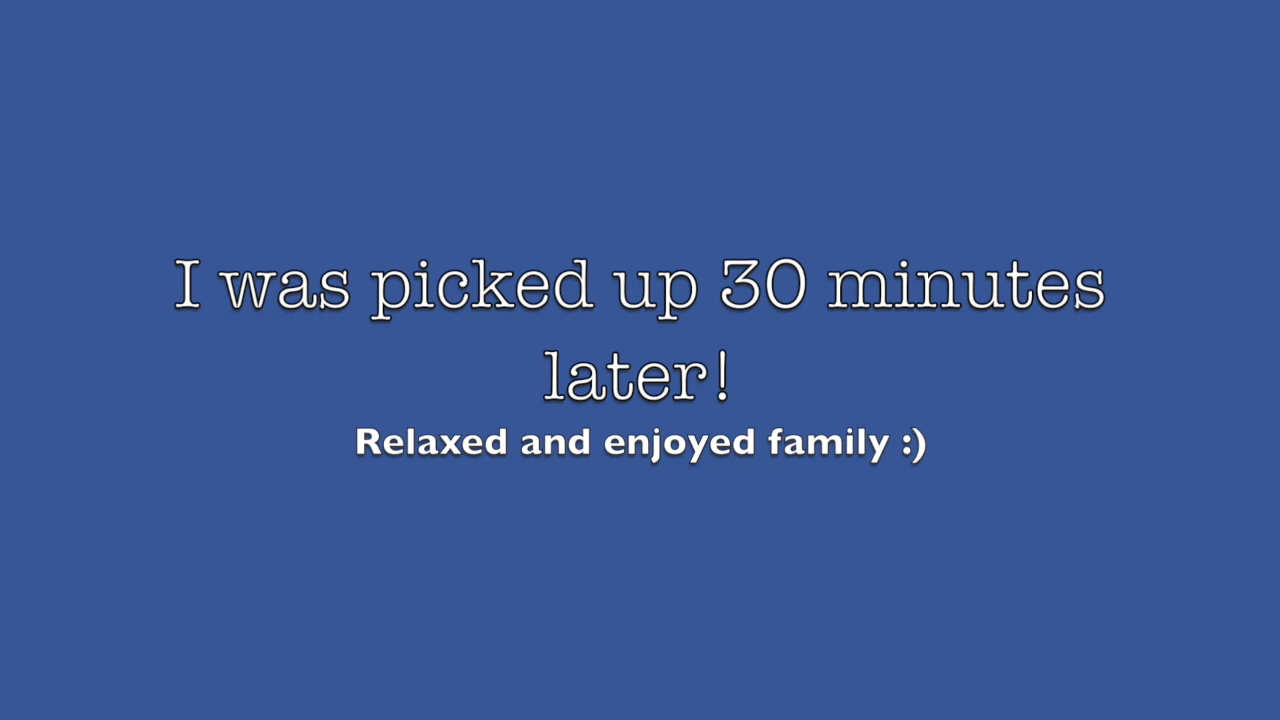 I was picked up 30 minutes
later!
Relaxed and enjoyed family :)